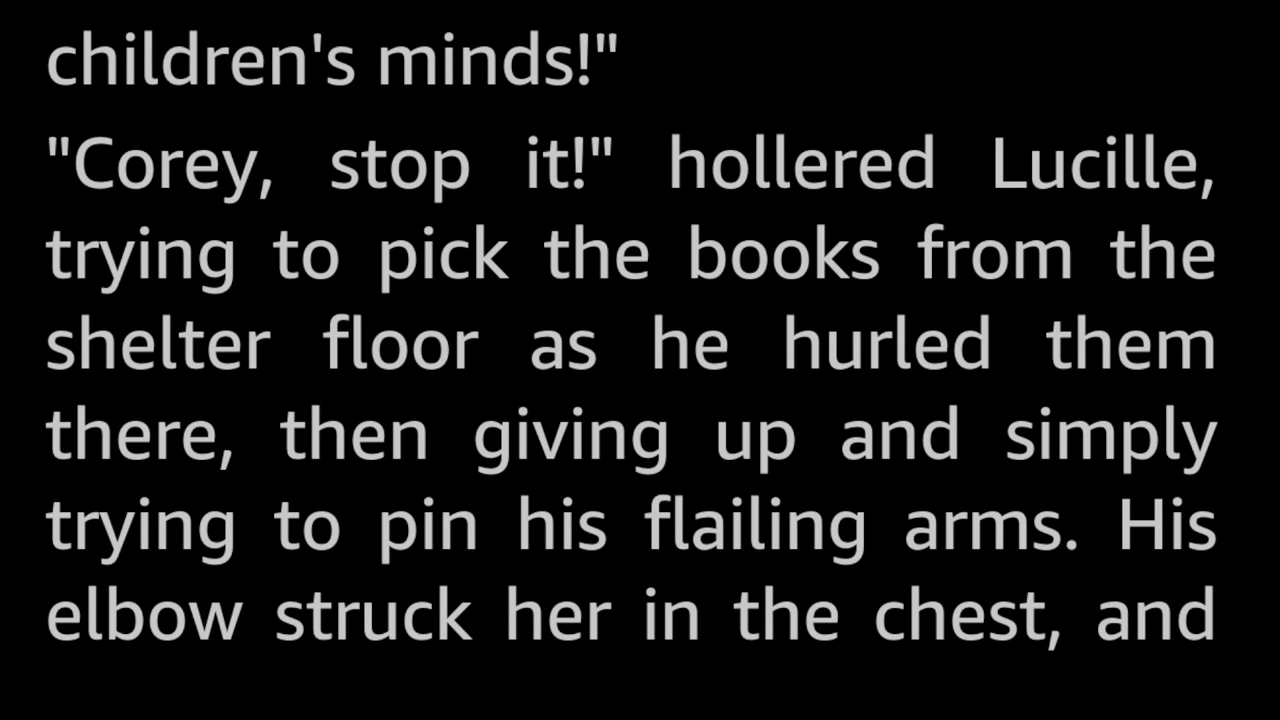 children's minds!"
"Corey, stop it!" hollered Lucille,
trying to pick the books from the
shelter floor as he hurled them
there, then giving up and simply
trying to pin his flailing arms. His
elbow struck her in the chest, and